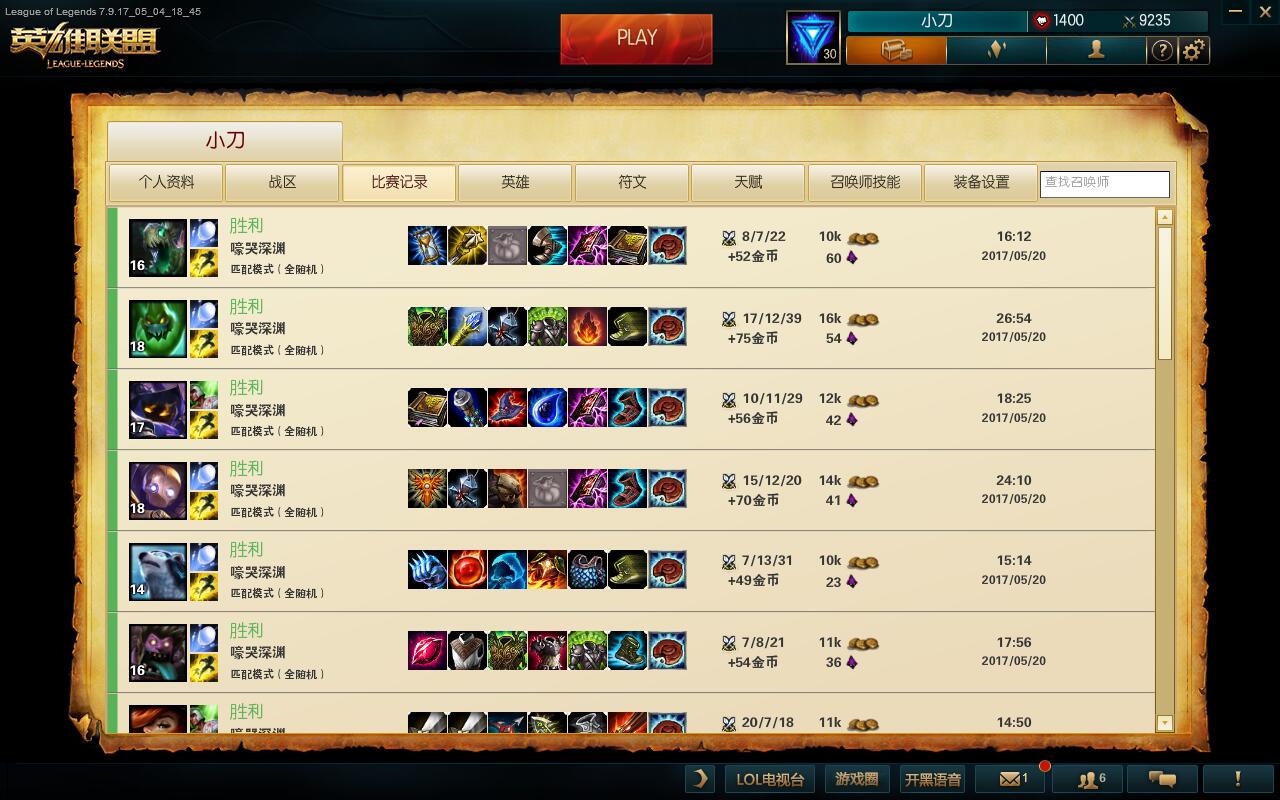 League of Legends 7.9.17_05_04_18_45
英雄联盟
LEAGUE OF LEGENDS
PLAY
30
小刀
1400
9235
?
小刀
个人资料
战区
比赛记录
英雄
符文
天赋
召唤师技能
装备设置
查找召唤师
16
胜利
嚎哭深渊
匹配模式（全随机）
8/7/22
+52金币
10k
60
16:12
2017/05/20
18
胜利
嚎哭深渊
匹配模式（全随机）
17/12/39
+75金币
16k
54
26:54
2017/05/20
17
胜利
嚎哭深渊
匹配模式（全随机）
10/11/29
+56金币
12k
42
18:25
2017/05/20
18
胜利
嚎哭深渊
匹配模式（全随机）
15/12/20
+70金币
14k
41
24:10
2017/05/20
14
胜利
嚎哭深渊
匹配模式（全随机）
7/13/31
+49金币
10k
23
15:14
2017/05/20
16
胜利
嚎哭深渊
匹配模式（全随机）
7/8/21
+54金币
11k
36
17:56
2017/05/20
胜利
嚎哭深渊
20/7/18
11k
14:50
LOL电视台
游戏圈
开黑语音
1
6
!